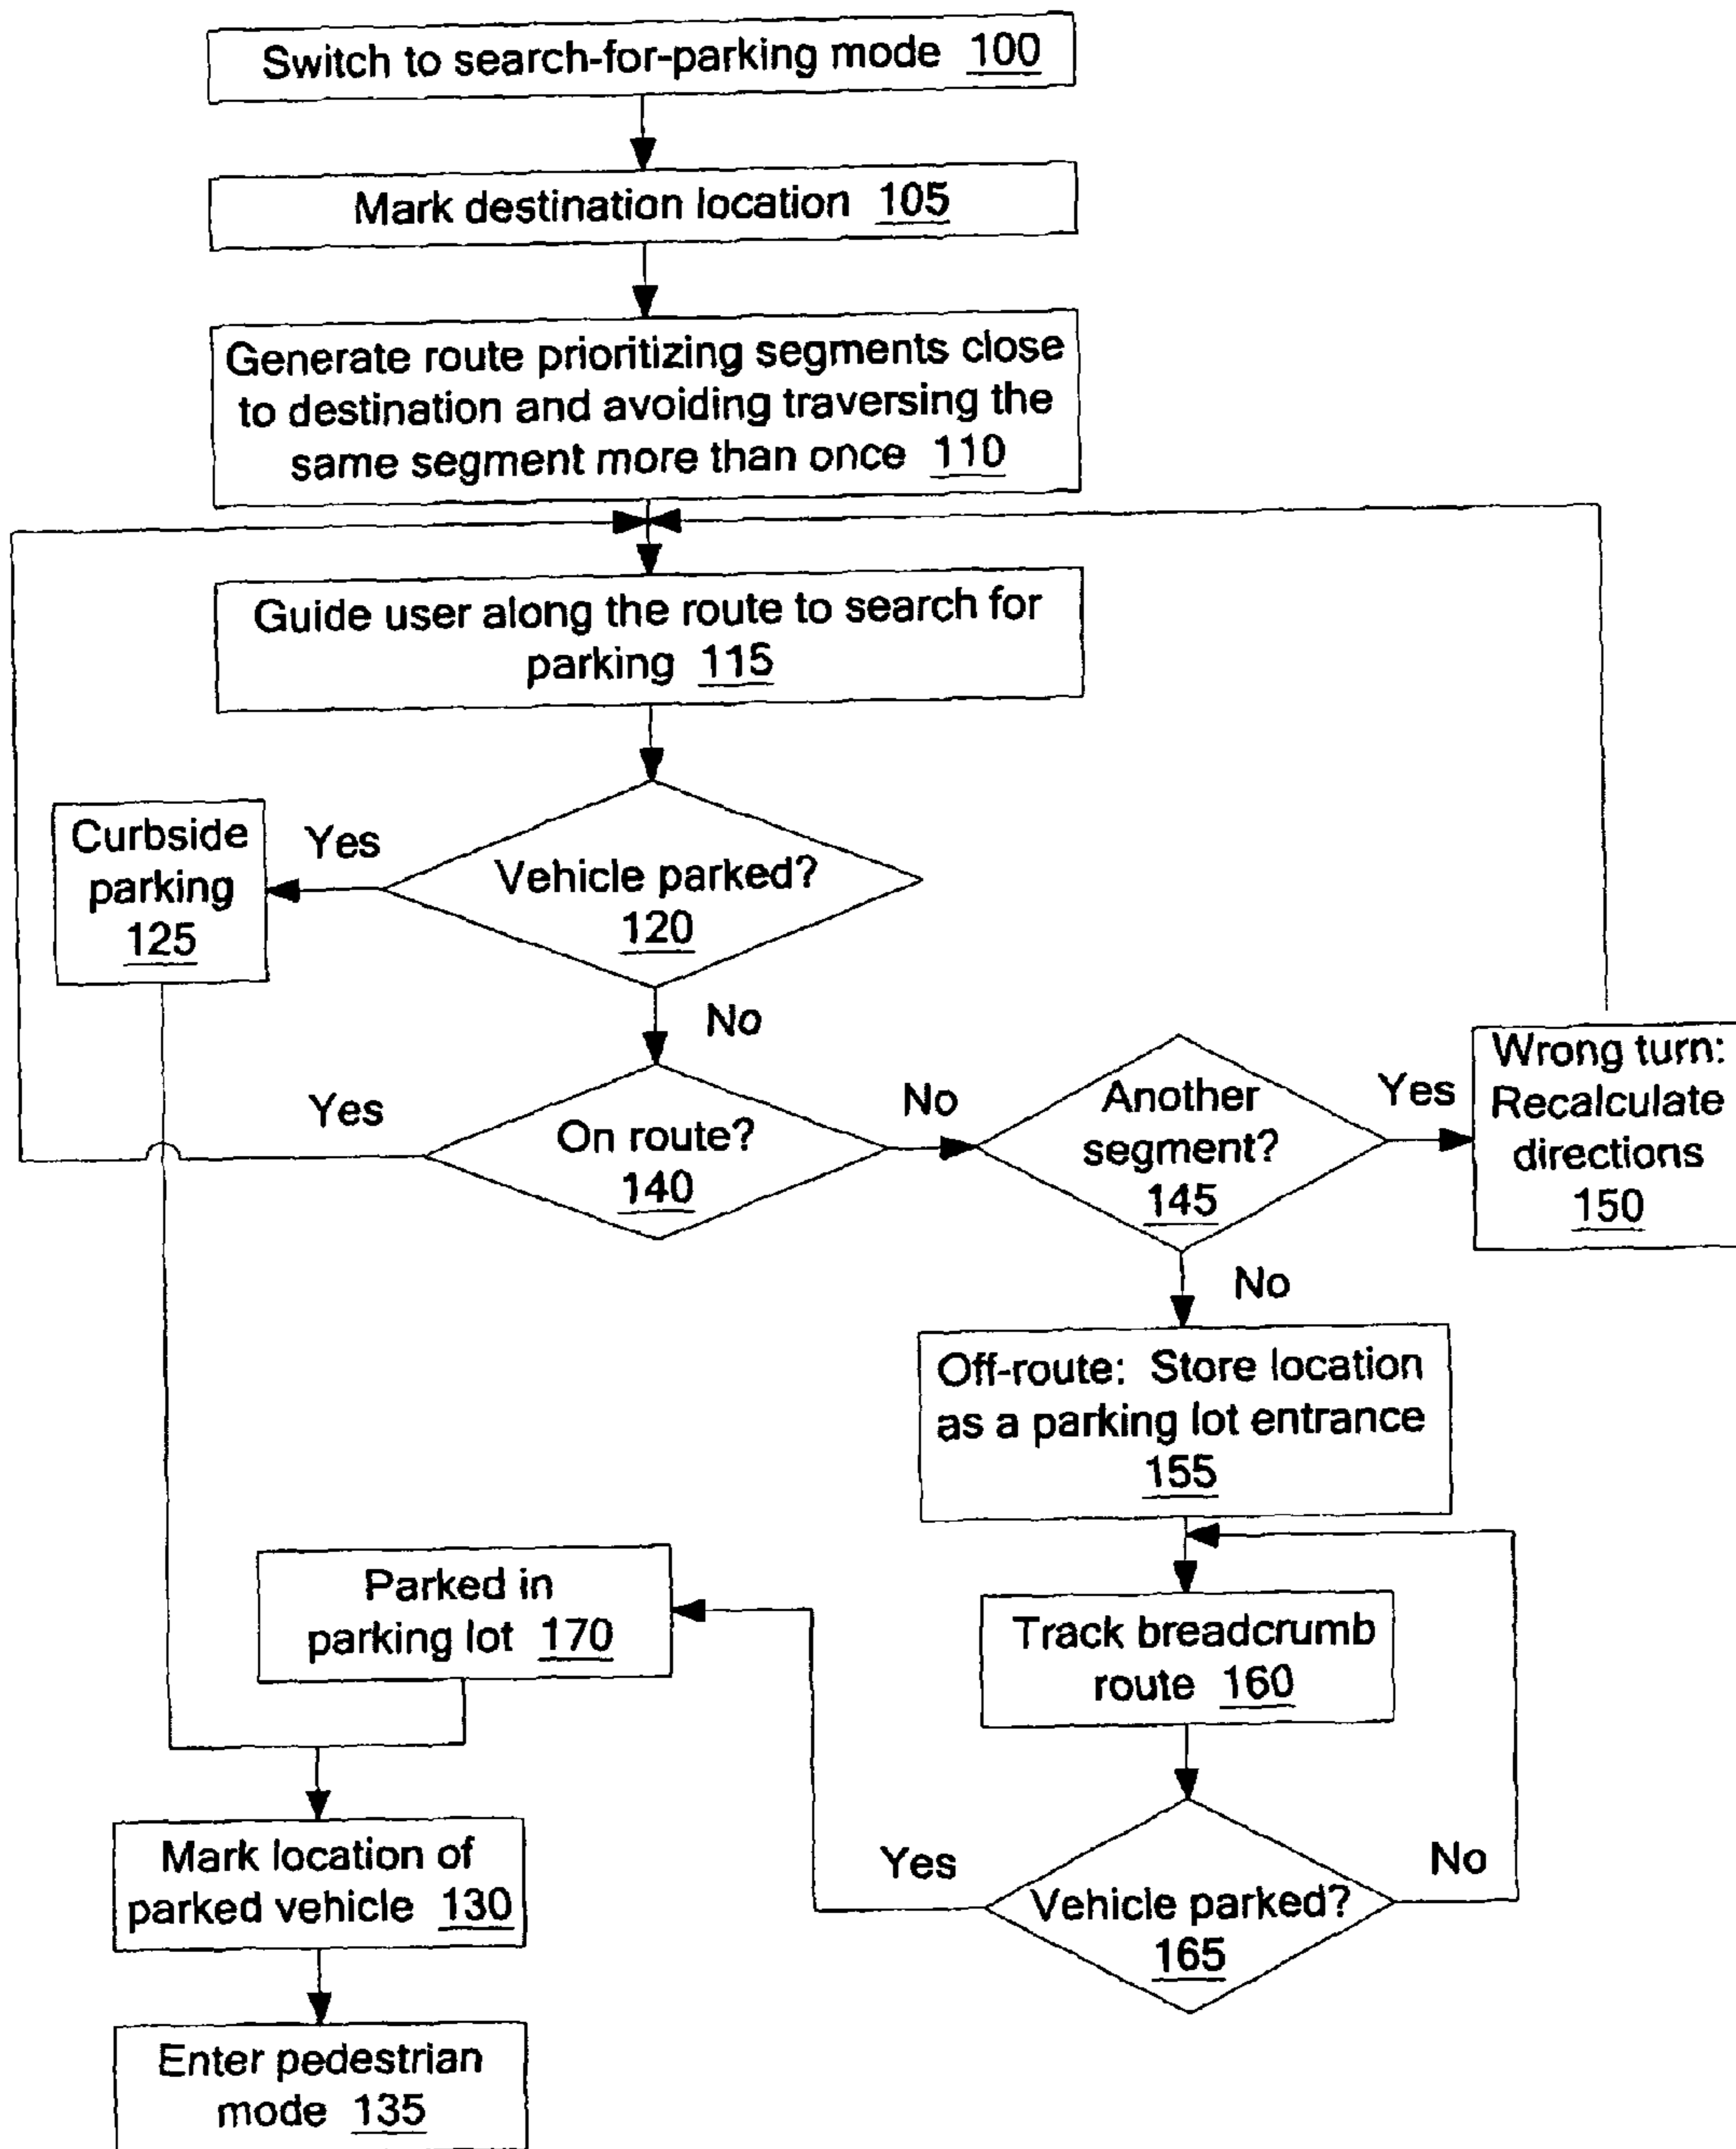 Switch to search-for-parking mode 100
Mark destination location 105
Generate route prioritizing segments close
to destination and avoiding traversing the
same segment more than once 110
Guide user along the route to search for
parking 115
Curbside
parking
125
Yes
Vehicle parked?
120
No
Yes
On route?
140
No
Another
segment?
145
Yes
Wrong turn:
Recalculate
directions
150
No
Off-route: Store location
as a parking lot entrance
155
Parked in
parking lot 170
Track breadcrumb
route 160
Mark location of
parked vehicle 130
Yes
Vehicle parked?
165
No
Enter pedestrian
mode 135